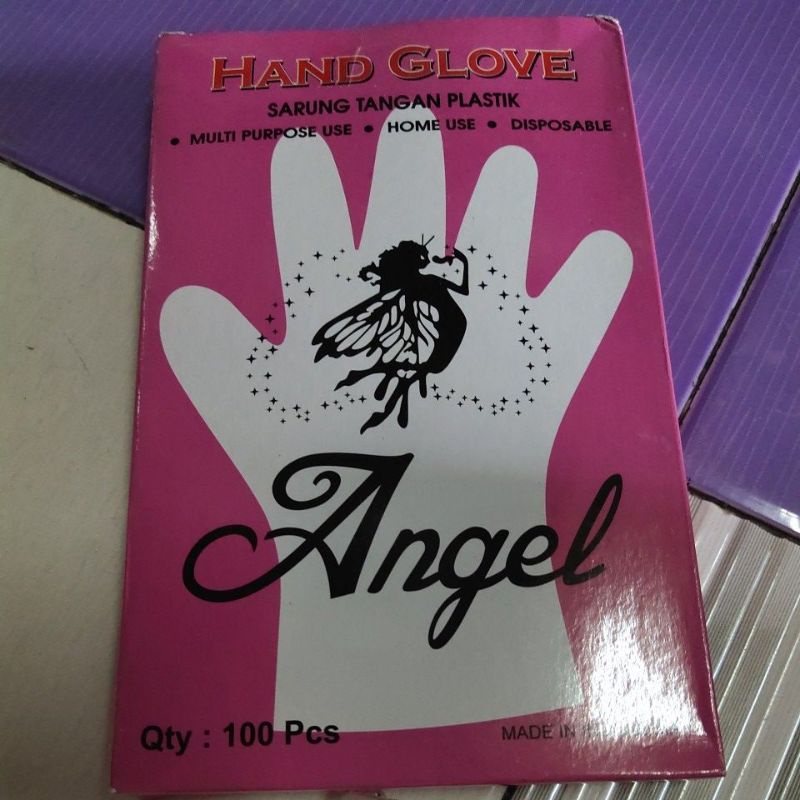 HAND GLOVE
SARUNG TANGAN PLASTIK
• MULTI PURPOSE USE • HOME USE • DISPOSABLE
Angel
Qty : 100 Pcs
MADE IN